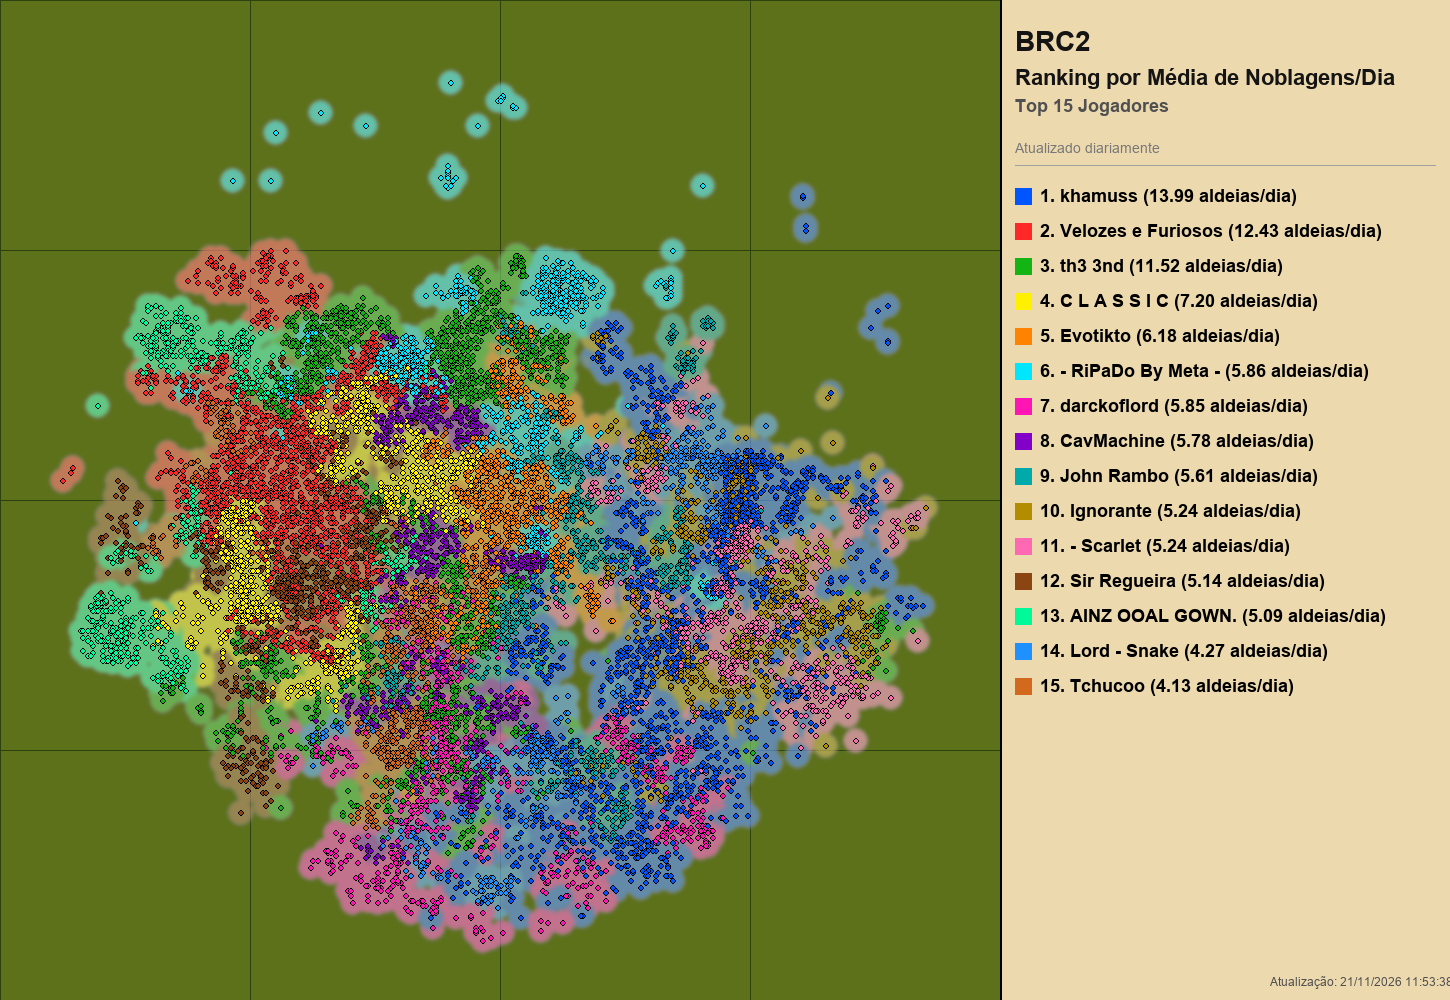 BRC2
Ranking por Média de Noblagens/Dia
Top 15 Jogadores
Atualizado diariamente
1. khamuss (13.99 aldeias/dia)
2. Velozes e Furiosos (12.43 aldeias/dia)
3. th3 3nd (11.52 aldeias/dia)
4. C L A S S I C (7.20 aldeias/dia)
5. Evotikto (6.18 aldeias/dia)
6. - RiPaDo By Meta - (5.86 aldeias/dia)
7. darckoflord (5.85 aldeias/dia)
8. CavMachine (5.78 aldeias/dia)
9. John Rambo (5.61 aldeias/dia)
10. Ignorante (5.24 aldeias/dia)
11. - Scarlet (5.24 aldeias/dia)
12. Sir Regueira (5.14 aldeias/dia)
13. AINZ OOAL GOWN. (5.09 aldeias/dia)
14. Lord - Snake (4.27 aldeias/dia)
15. Tchucoo (4.13 aldeias/dia)
Atualização: 21/11/2026 11:53:38